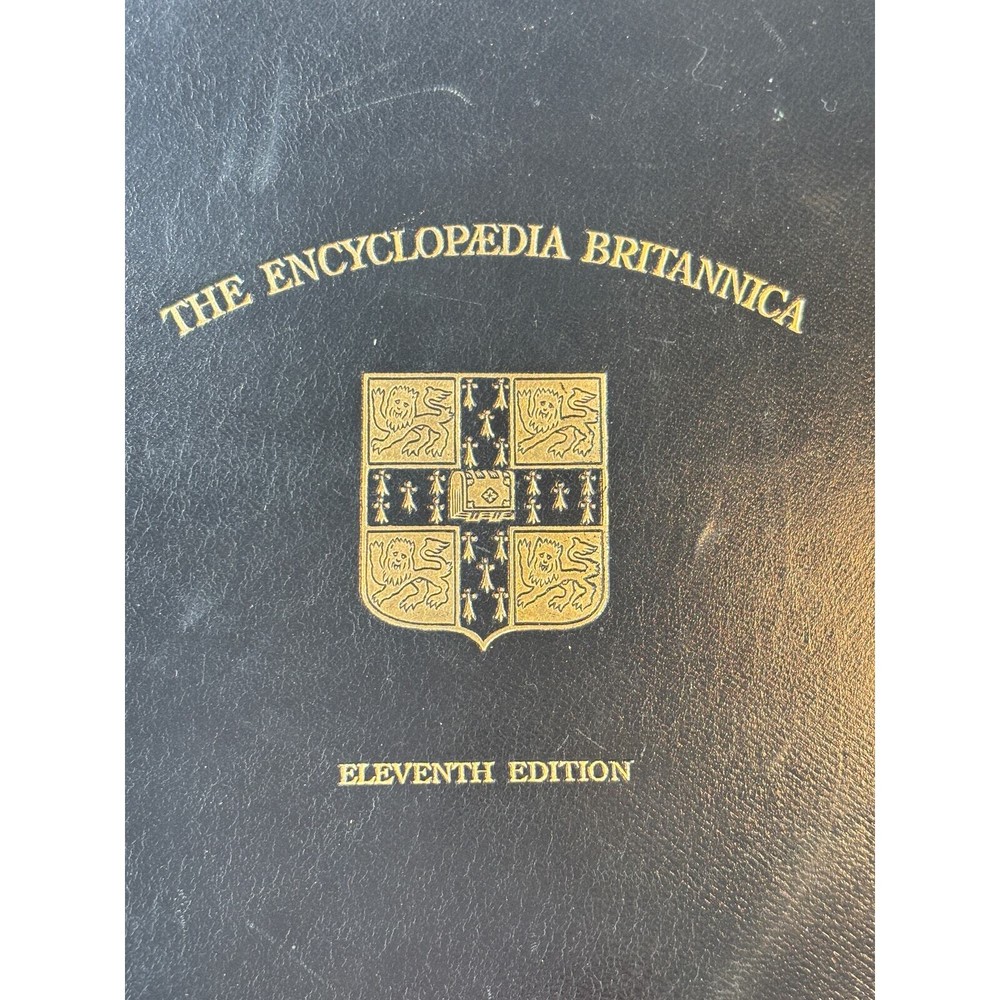 THE ENCYCLOPÆDIA BRITANNICA
ELEVENTH EDITION